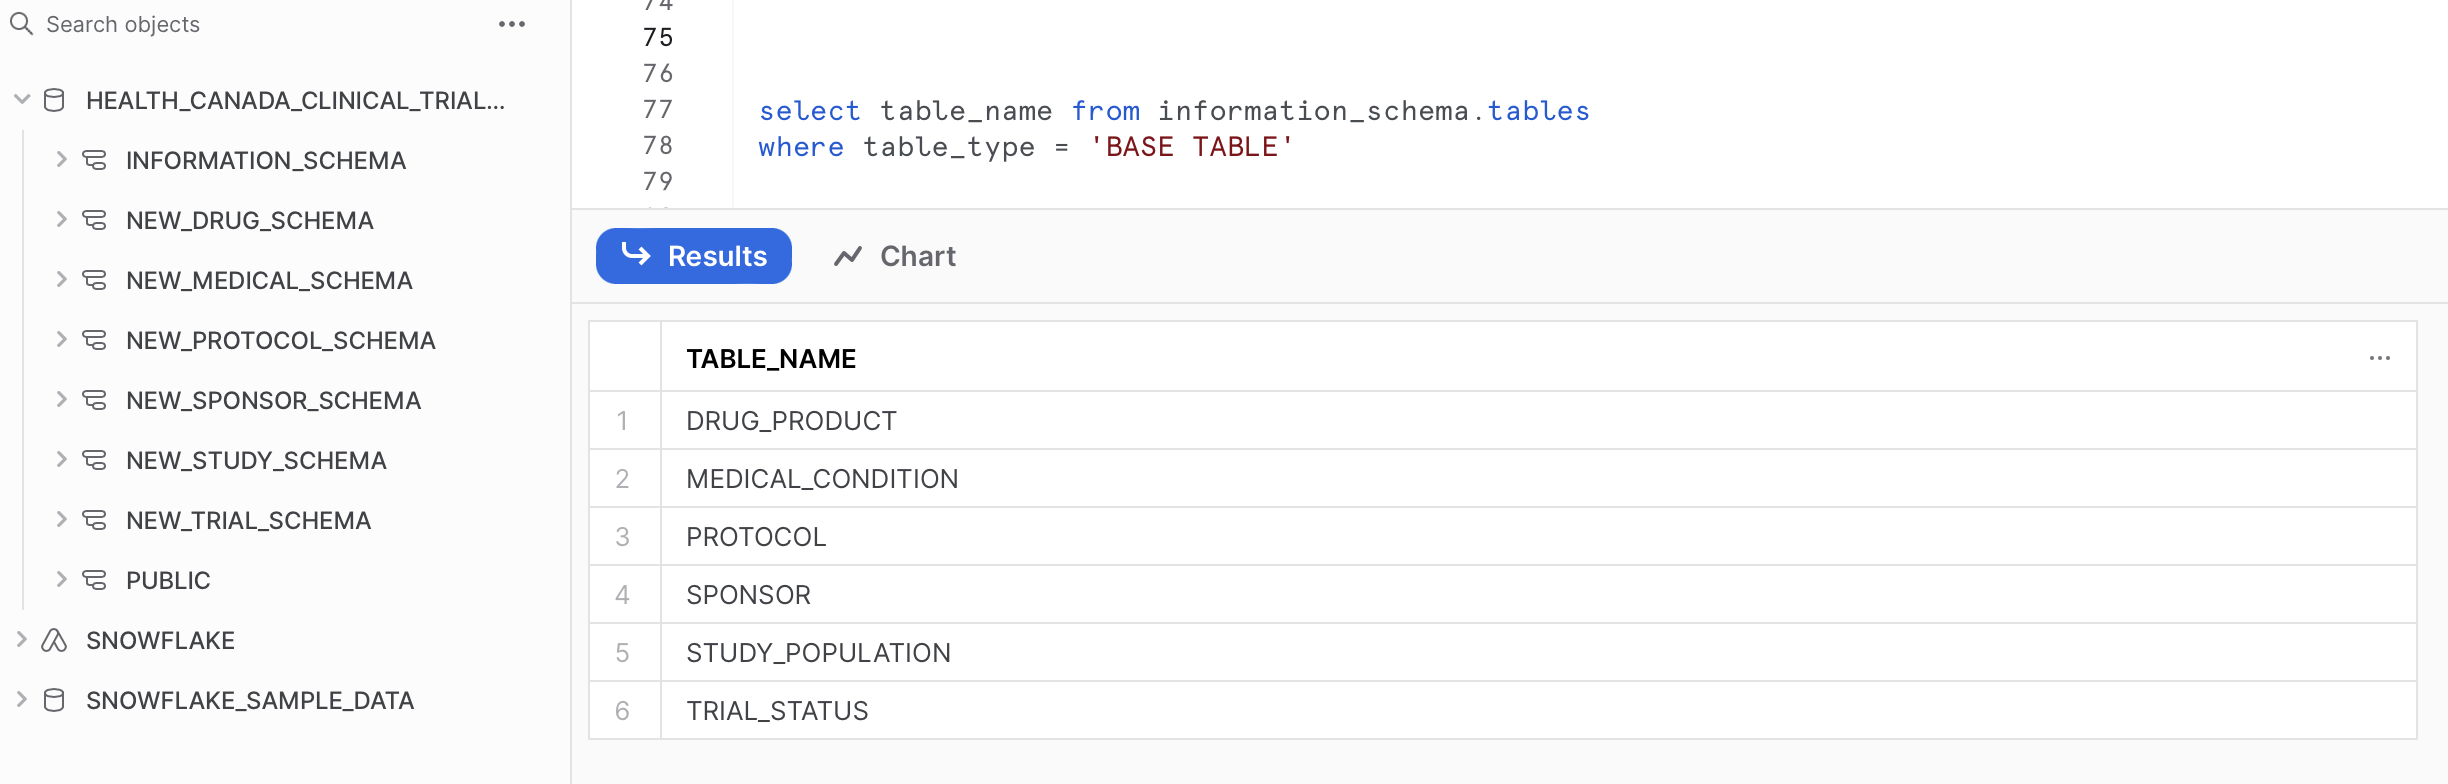 Search objects
HEALTH_CANADA_CLINICAL_TRIAL...
INFORMATION_SCHEMA
NEW_DRUG_SCHEMA
NEW_MEDICAL_SCHEMA
NEW_PROTOCOL_SCHEMA
NEW_SPONSOR_SCHEMA
NEW_STUDY_SCHEMA
NEW_TRIAL_SCHEMA
PUBLIC
SNOWFLAKE
SNOWFLAKE_SAMPLE_DATA
74
75
76
77 select table_name from information_schema.tables
78 where table_type = 'BASE TABLE'
79
Results Chart
TABLE_NAME
1 DRUG_PRODUCT
2 MEDICAL_CONDITION
3 PROTOCOL
4 SPONSOR
5 STUDY_POPULATION
6 TRIAL_STATUS